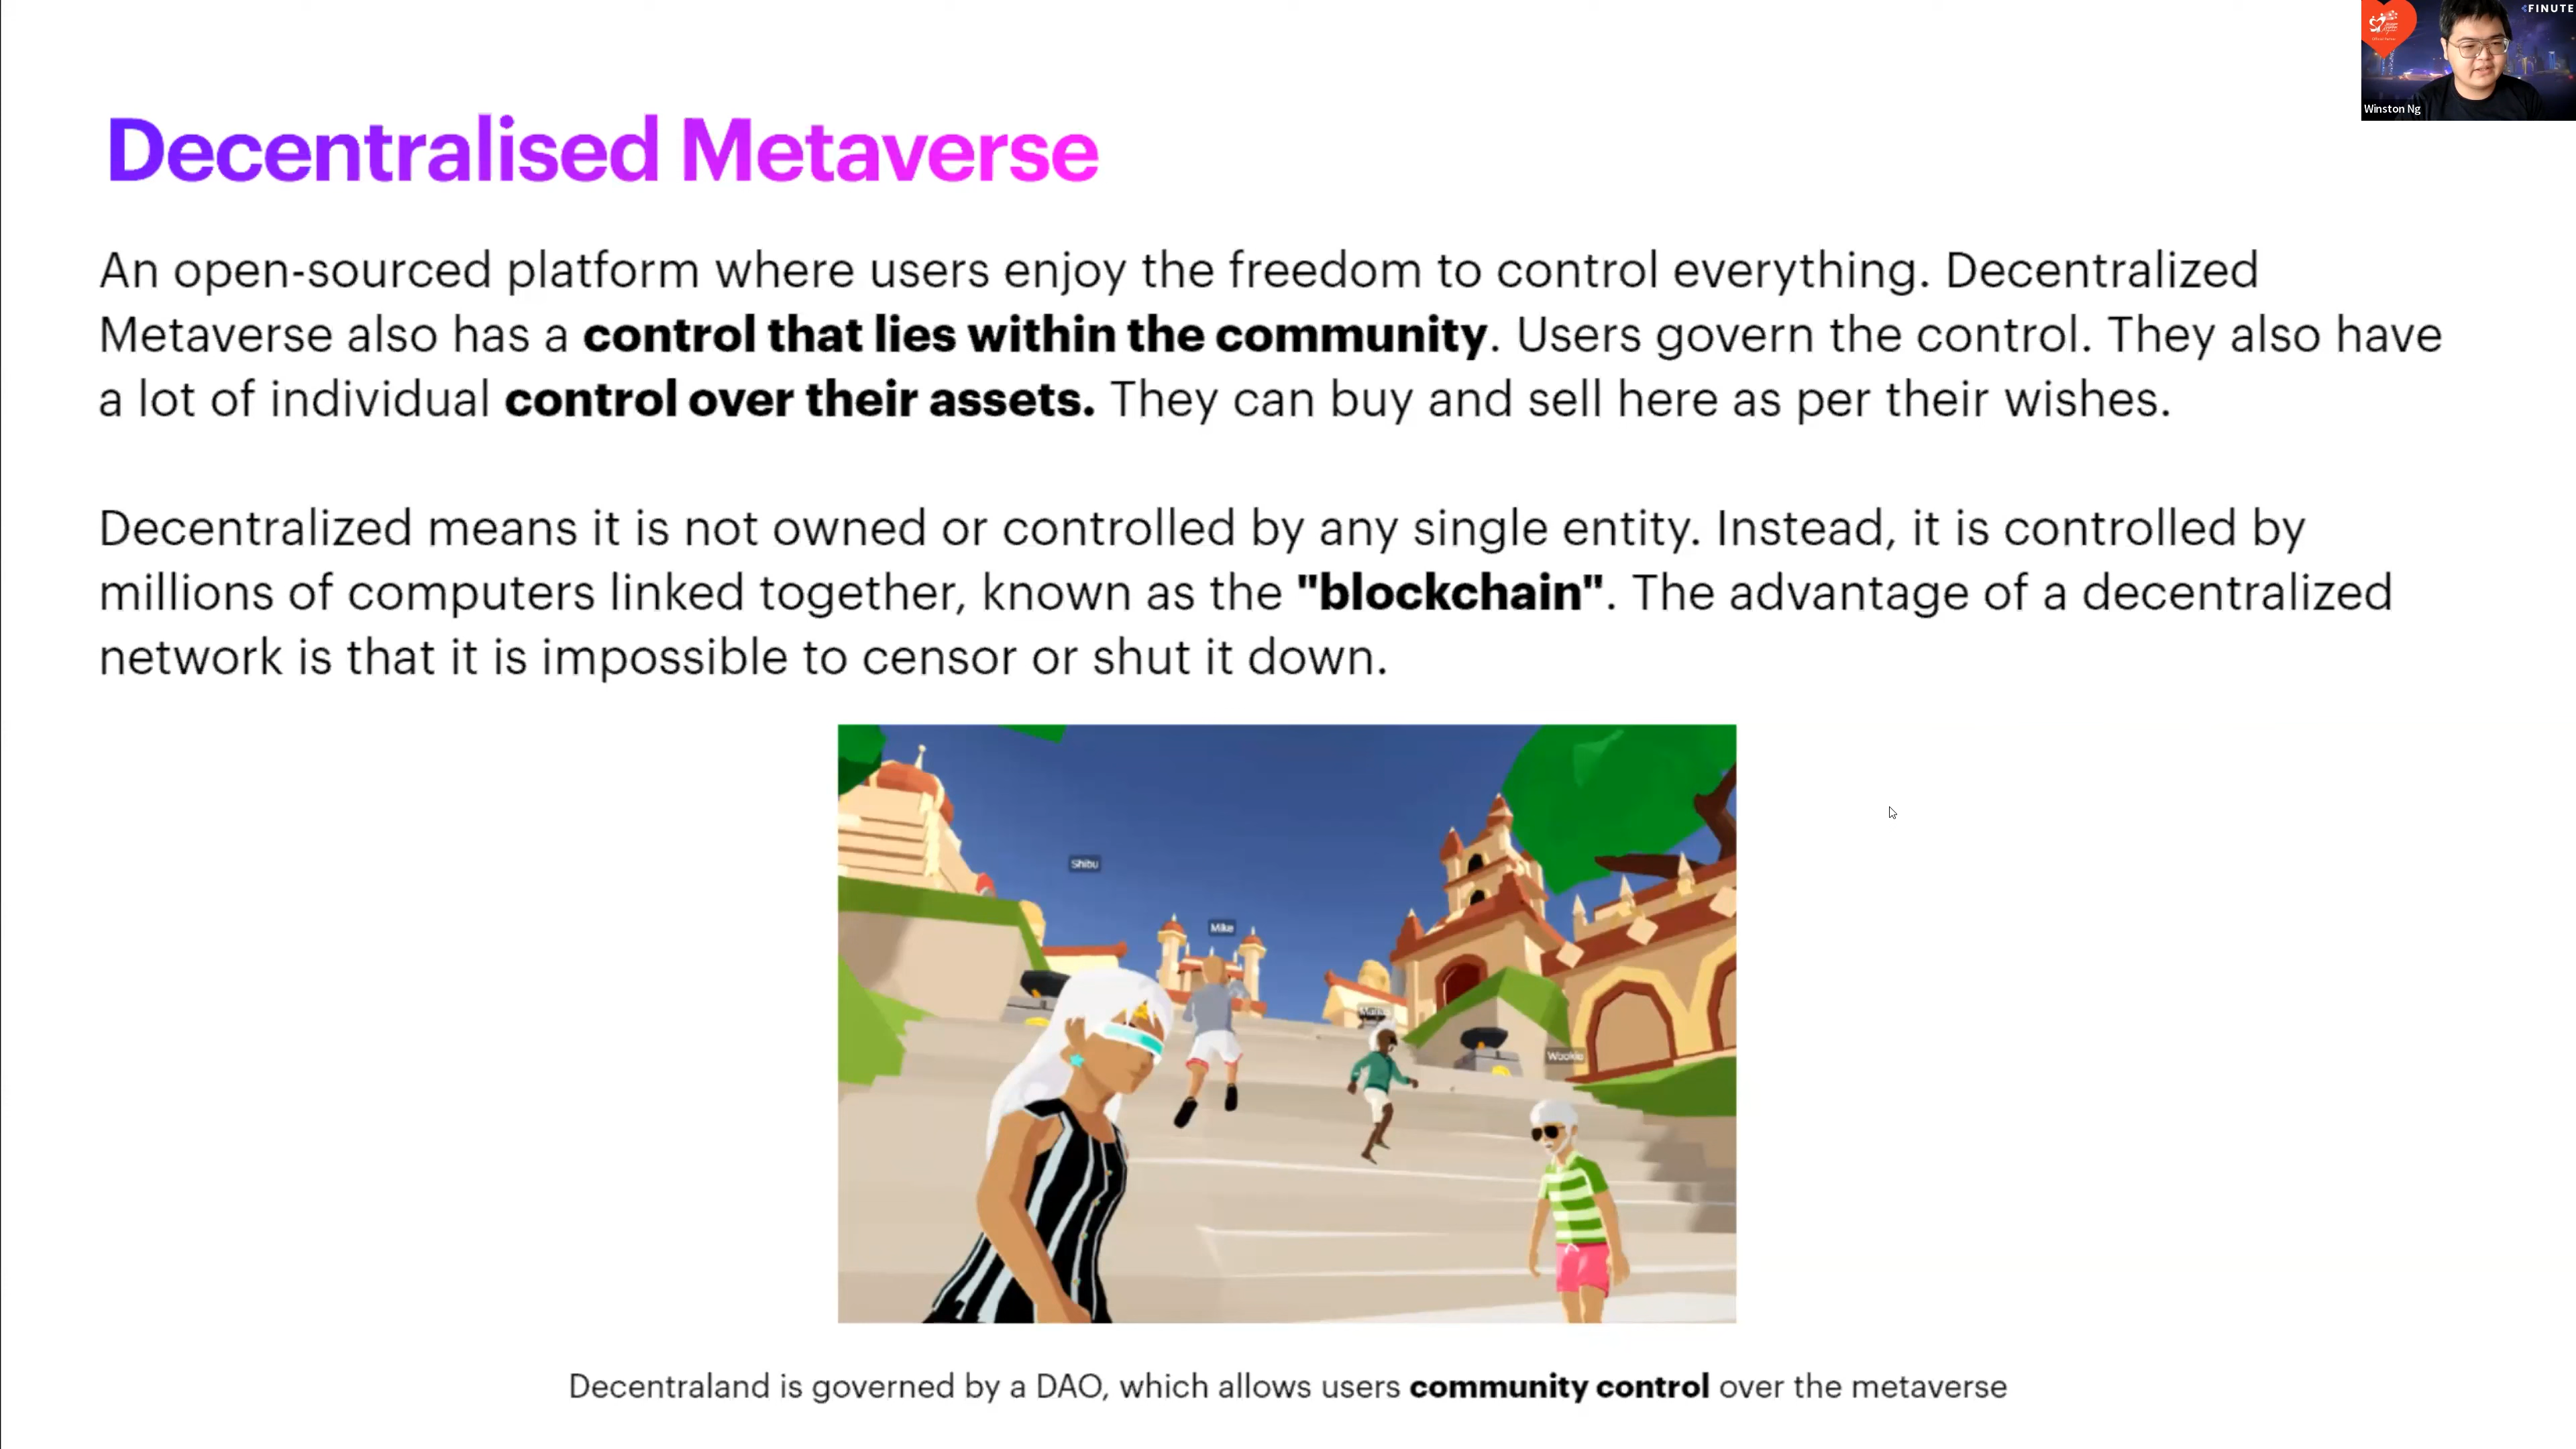 FINUTE
Winston Ng
Decentralised Metaverse
An open-sourced platform where users enjoy the freedom to control everything. Decentralized
Metaverse also has a control that lies within the community. Users govern the control. They also have
a lot of individual control over their assets. They can buy and sell here as per their wishes.
Decentralized means it is not owned or controlled by any single entity. Instead, it is controlled by
millions of computers linked together, known as the "blockchain". The advantage of a decentralized
network is that it is impossible to censor or shut it down.
Shibu
Mike
Wookie
Decentraland is governed by a DAO, which allows users community control over the metaverse